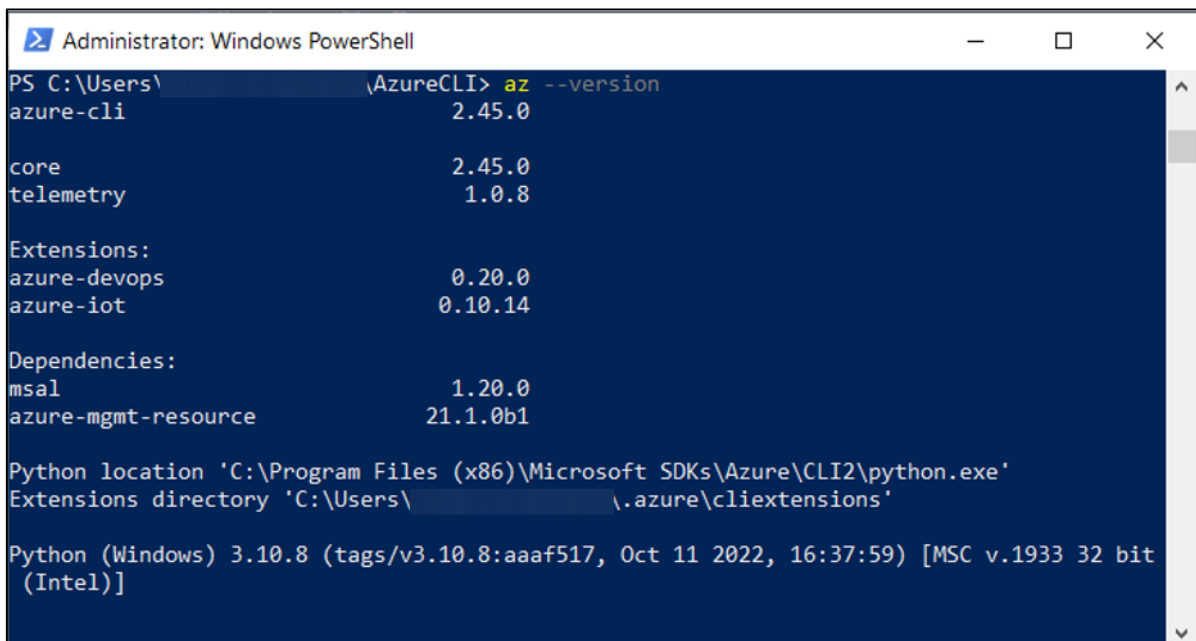 Administrator: Windows PowerShell
PS C:\Users\ \AzureCLI> az --version
azure-cli 2.45.0
core 2.45.0
telemetry 1.0.8
Extensions:
azure-devops 0.20.0
azure-iot 0.10.14
Dependencies:
msal 1.20.0
azure-mgmt-resource 21.1.0b1
Python location 'C:\Program Files (x86)\Microsoft SDKs\Azure\CLI2\python.exe'
Extensions directory 'C:\Users\ \.azure\cliextensions'
Python (Windows) 3.10.8 (tags/v3.10.8:aaaf517, Oct 11 2022, 16:37:59) [MSC v.1933 32 bit
(Intel)]